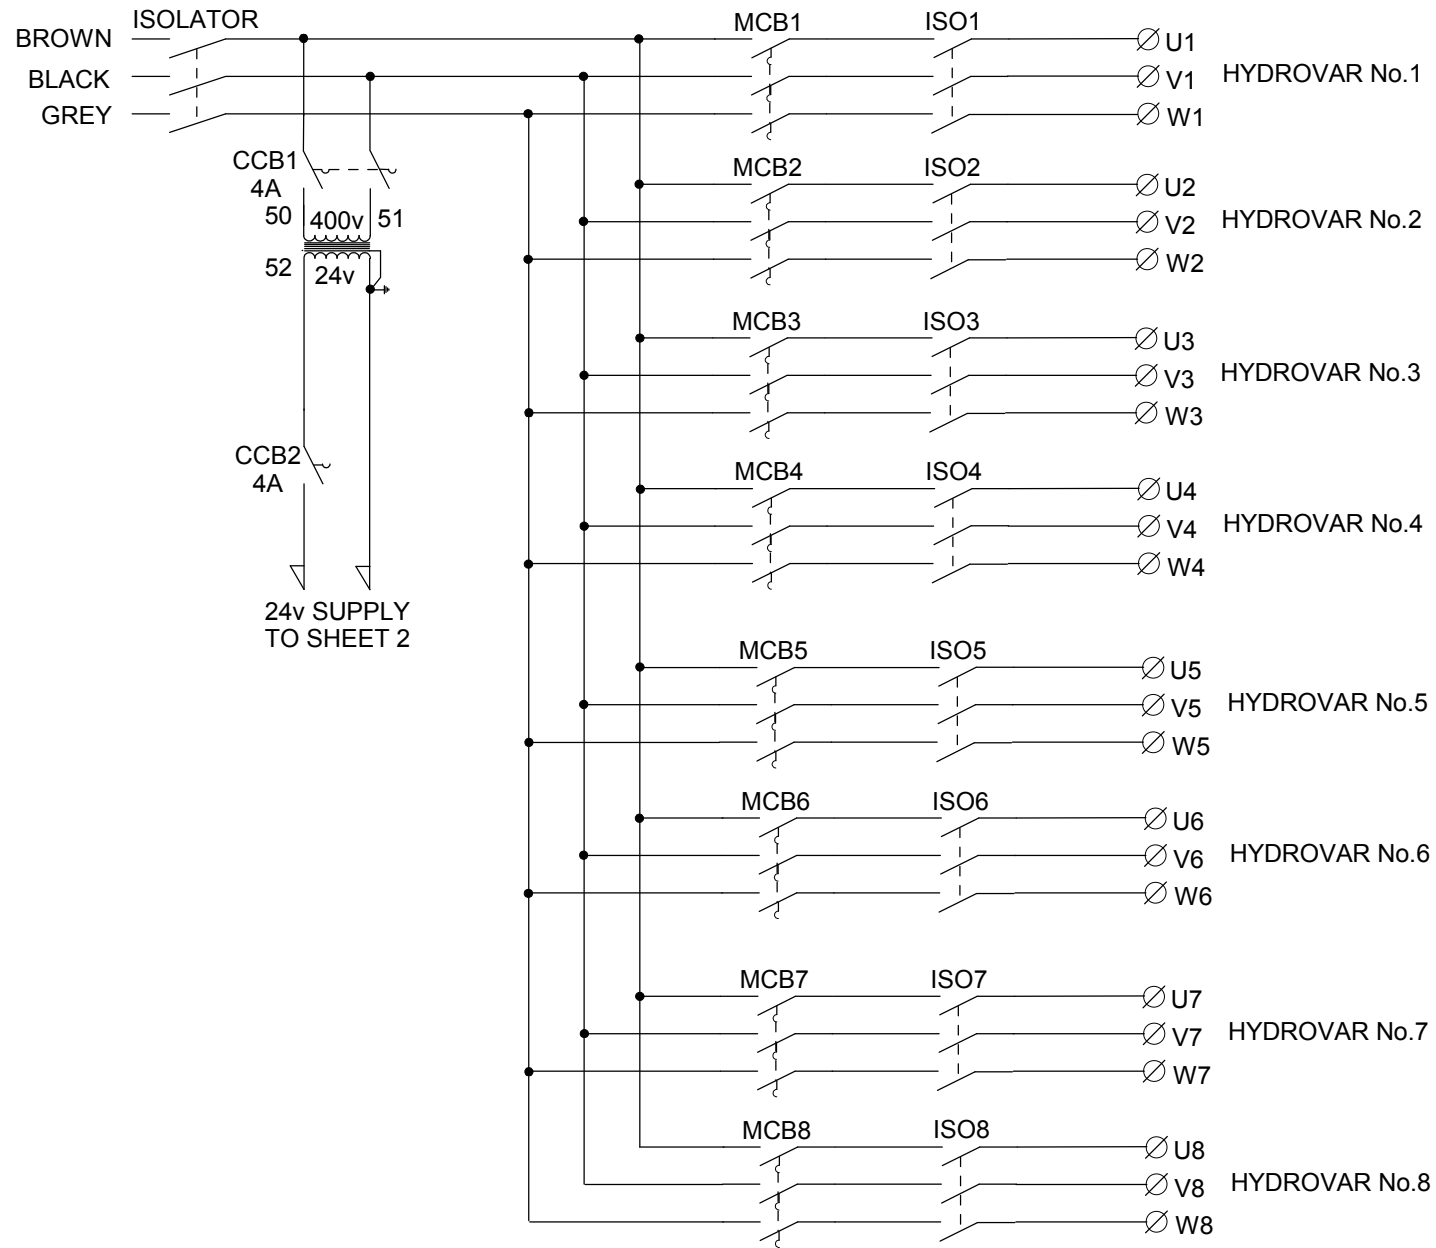 ISOLATOR
BROWN
BLACK
GREY
CCB1
4A
50
400v
51
52
24v
CCB2
4A
24v SUPPLY
TO SHEET 2
MCB1
ISO1
U1
V1
W1
HYDROVAR No.1
MCB2
ISO2
U2
V2
W2
HYDROVAR No.2
MCB3
ISO3
U3
V3
W3
HYDROVAR No.3
MCB4
ISO4
U4
V4
W4
HYDROVAR No.4
MCB5
ISO5
U5
V5
W5
HYDROVAR No.5
MCB6
ISO6
U6
V6
W6
HYDROVAR No.6
MCB7
ISO7
U7
V7
W7
HYDROVAR No.7
MCB8
ISO8
U8
V8
W8
HYDROVAR No.8